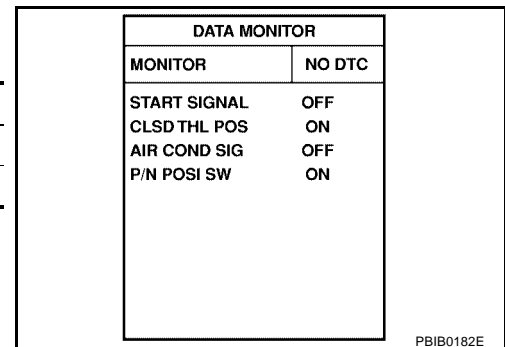 DATA MONITOR
MONITOR NO DTC
START SIGNAL OFF
CLSD THL POS ON
AIR COND SIG OFF
P/N POSI SW ON
PBIB0182E